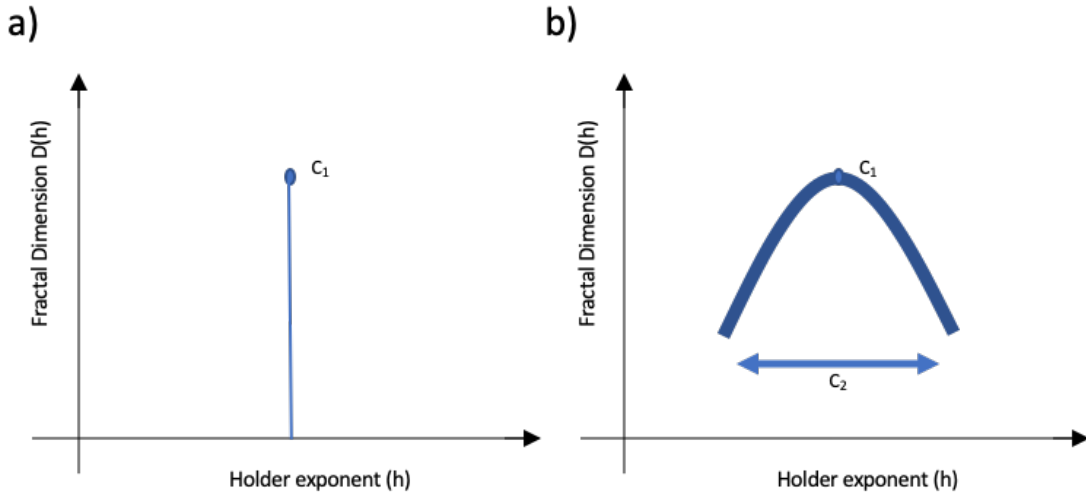 a)
Fractal Dimension D(h)
C₁
Holder exponent (h)
b)
Fractal Dimension D(h)
C₁
C₂
Holder exponent (h)